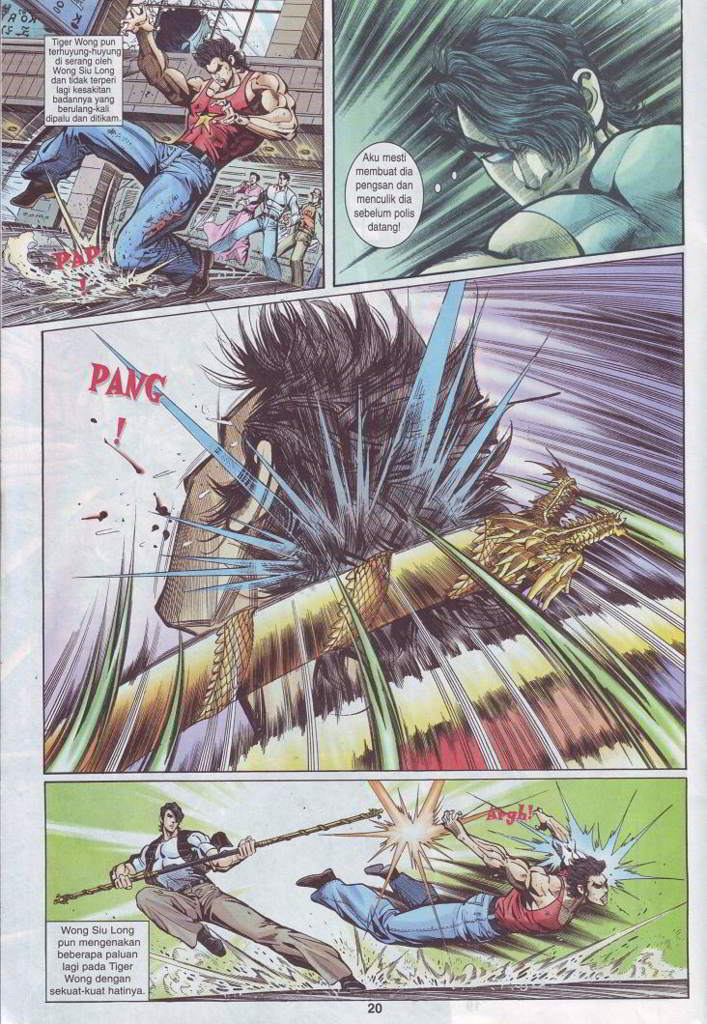 Tiger Wong pun
terhuyung-huyung
di serang oleh
Wong Siu Long
dan tidak terperi
lagi kesakitan
badannya yang
berulang-kali
dipalu dan ditikam.
PAP
!
Aku mesti
membuat dia
pengsan dan
menculik dia
sebelum polis
datang!
PANG
!
Argh!
Wong Siu Long
pun mengenakan
beberapa paluan
lagi pada Tiger
Wong dengan
sekuat-kuat hatinya.
20